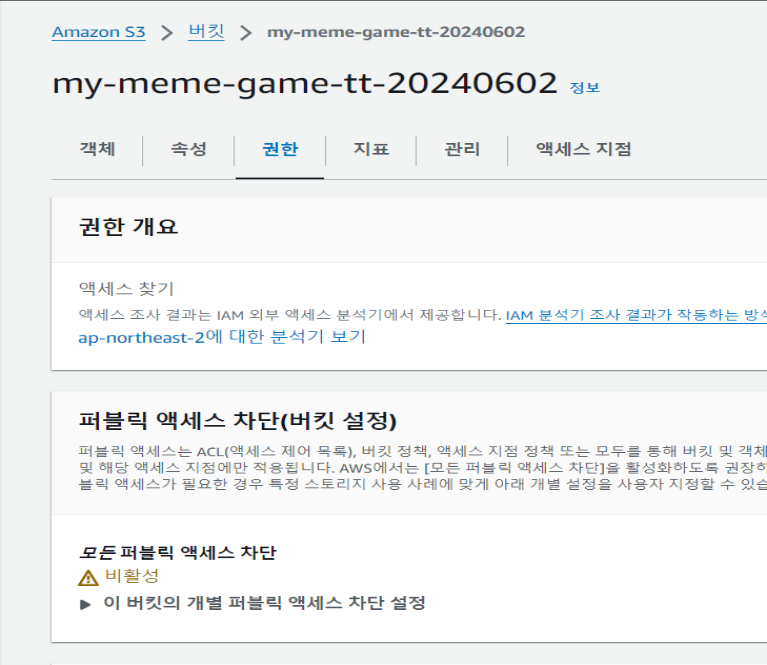 Amazon S3 > 버킷 > my-meme-game-tt-20240602
my-meme-game-tt-20240602 정보
객체 속성 권한 지표 관리 액세스 지점
권한 개요
액세스 찾기
액세스 조사 결과는 IAM 외부 액세스 분석기에서 제공합니다. IAM 분석기 조사 결과가 작동하는 방식
ap-northeast-2에 대한 분석기 보기
퍼블릭 액세스 차단(버킷 설정)
퍼블릭 액세스는 ACL(액세스 제어 목록), 버킷 정책, 액세스 지점 정책 또는 모두를 통해 버킷 및 객체
및 해당 액세스 지점에만 적용됩니다. AWS에서는 [모든 퍼블릭 액세스 차단]을 활성화하도록 권장하
블릭 액세스가 필요한 경우 특정 스토리지 사용 사례에 맞게 아래 개별 설정을 사용자 지정할 수 있습
모든 퍼블릭 액세스 차단
비활성
이 버킷의 개별 퍼블릭 액세스 차단 설정